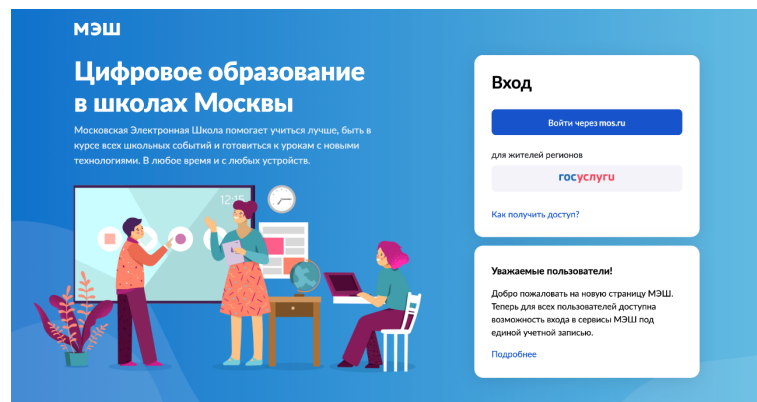 МЭШ
Цифровое образование
в школах Москвы
Московская Электронная Школа помогает учиться лучше, быть в
курсе всех школьных событий и готовиться к урокам с новыми
технологиями. В любое время и с любых устройств.
12:15
Вход
Войти через mos.ru
для жителей регионов
госуслуги
Как получить доступ?
Уважаемые пользователи!
Добро пожаловать на новую страницу МЭШ.
Теперь для всех пользователей доступна
возможность входа в сервисы МЭШ под
единой учетной записью.
Подробнее